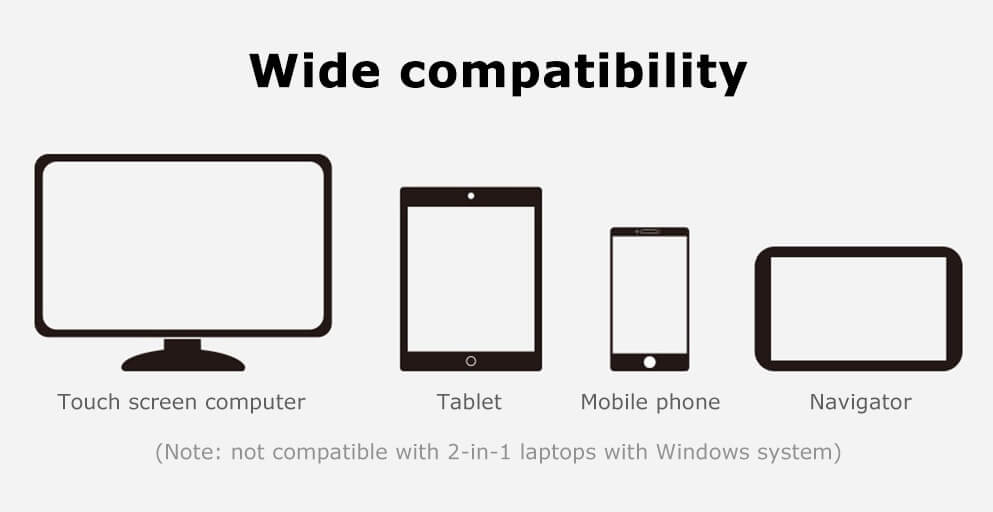 Wide compatibility
Touch screen computer
Tablet
Mobile phone
Navigator
(Note: not compatible with 2-in-1 laptops with Windows system)